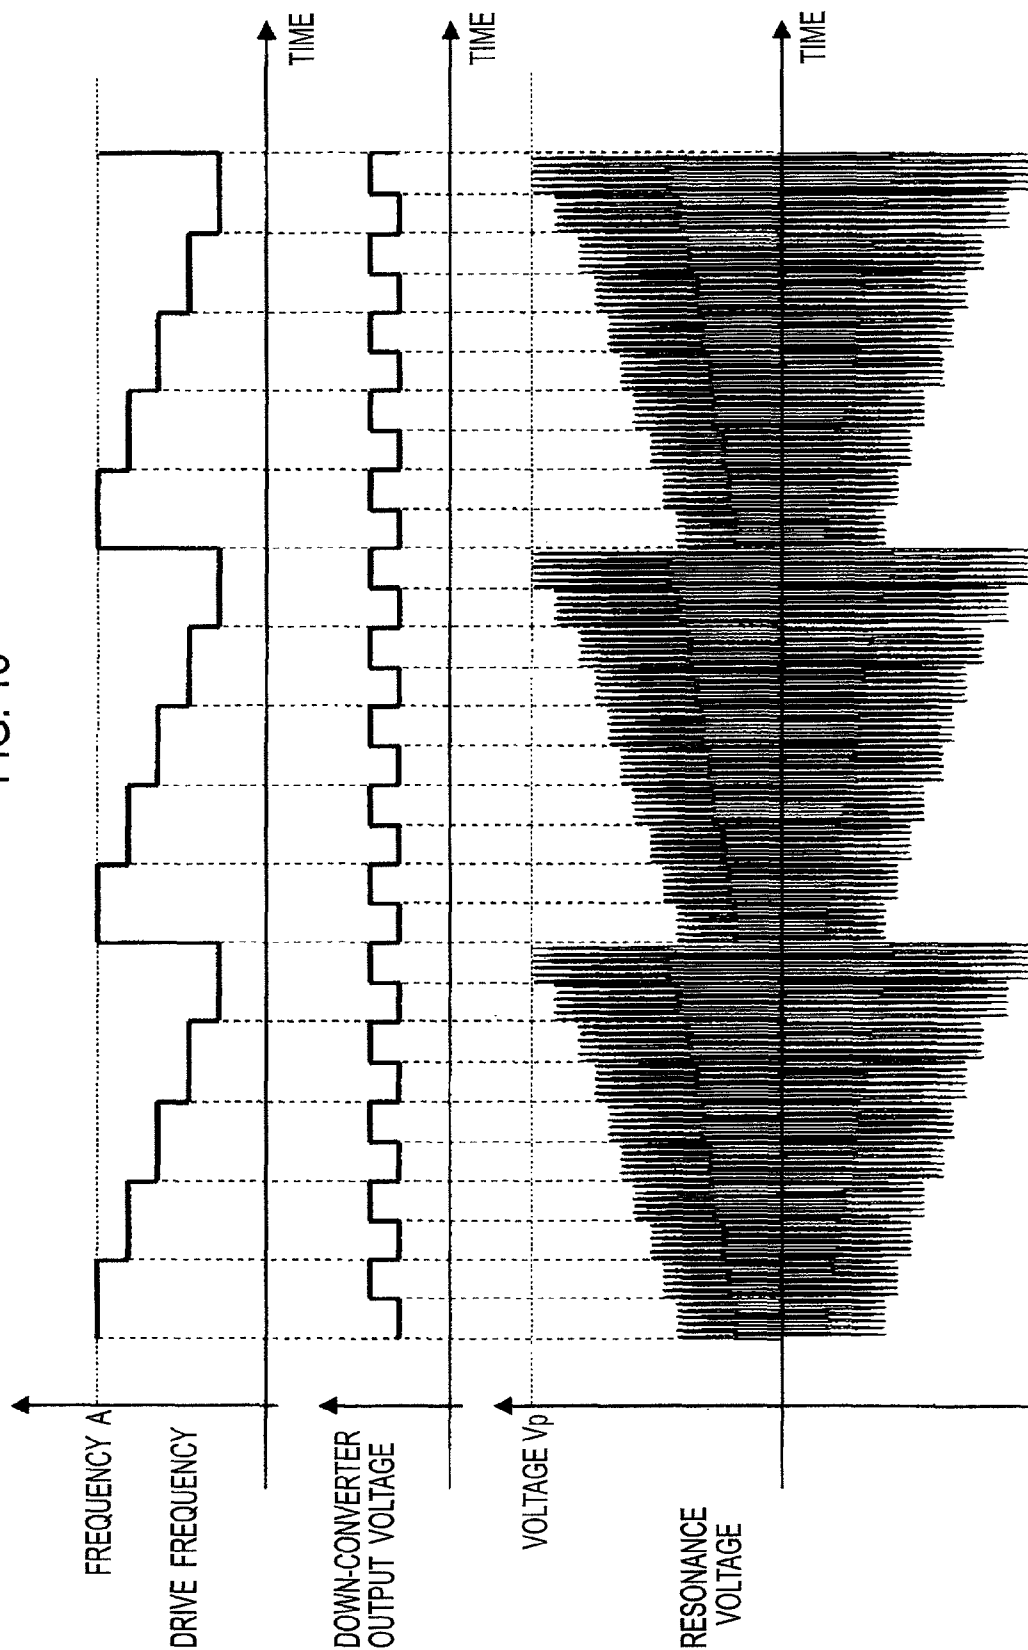 FREQUENCY A
DRIVE FREQUENCY
TIME
DOWN-CONVERTER
OUTPUT VOLTAGE
TIME
VOLTAGE Vp
RESONANCE
VOLTAGE
TIME